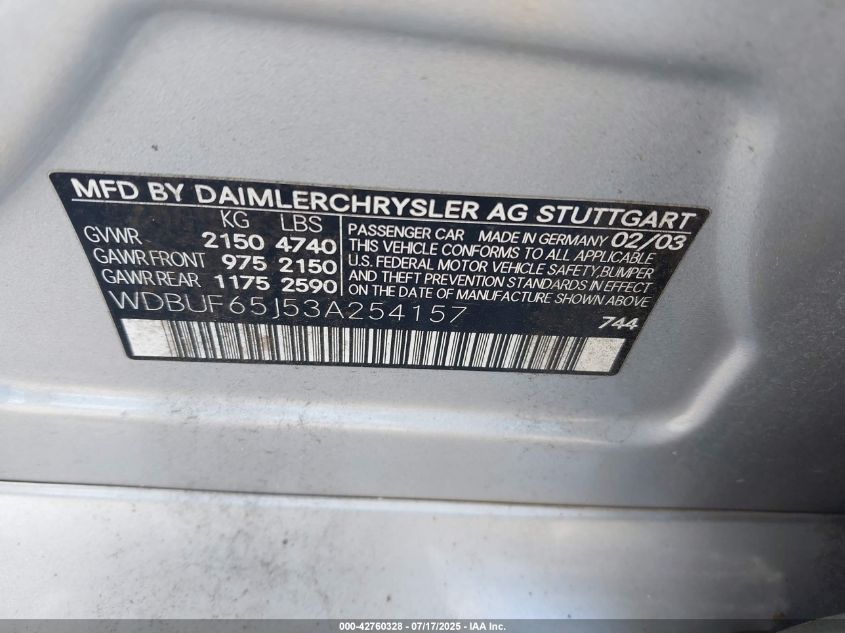 MFD BY DAIMLERCHRYSLER AG STUTTGART
KG LBS
GVWR 2150 4740
GAWR FRONT 975 2150
GAWR REAR 1175 2590
PASSENGER CAR MADE IN GERMANY 02/03
THIS VEHICLE CONFORMS TO ALL APPLICABLE
U.S. FEDERAL MOTOR VEHICLE SAFETY, BUMPER
AND THEFT PREVENTION STANDARDS IN EFFECT
ON THE DATE OF MANUFACTURE SHOWN ABOVE
WDBUF65J53A254157
744
000-42760328 - 07/17/2025 - IAA Inc.